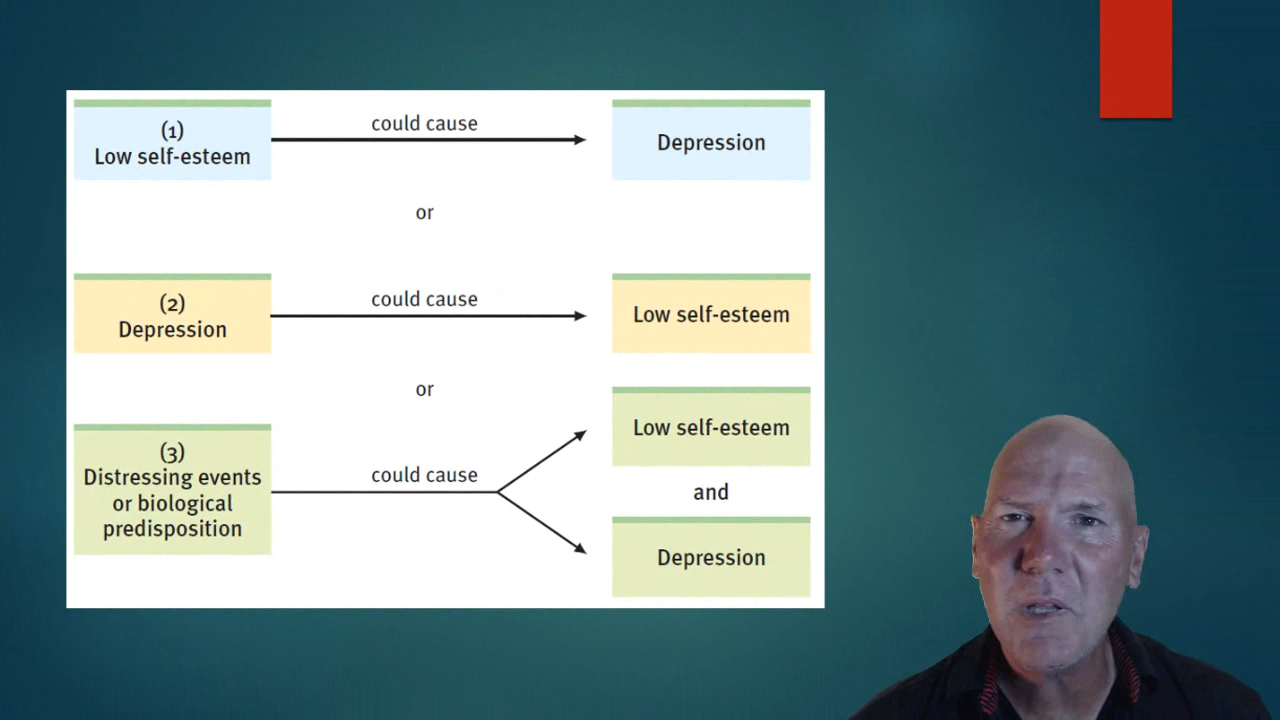 (1)
Low self-esteem
could cause
Depression
or
(2)
Depression
could cause
Low self-esteem
or
(3)
Distressing events
or biological
predisposition
could cause
Low self-esteem
and
Depression